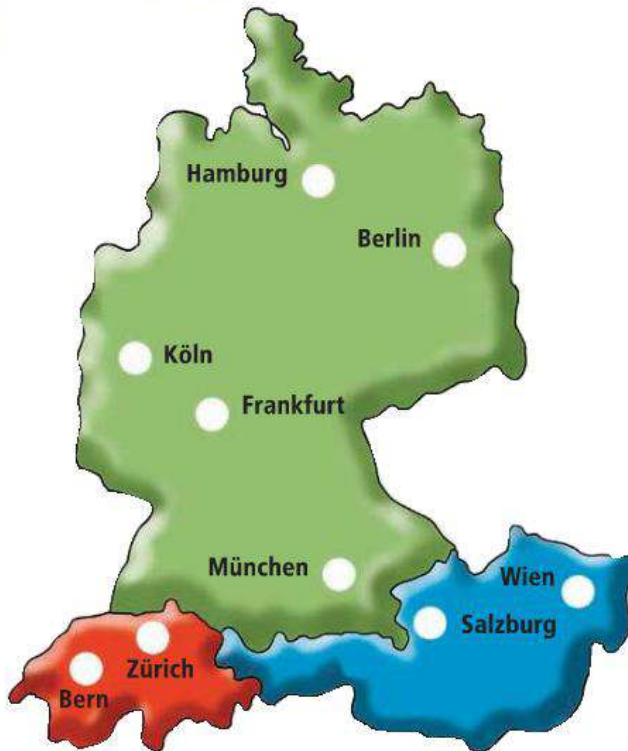 Hamburg
Berlin
Köln
Frankfurt
München
Wien
Salzburg
Zürich
Bern